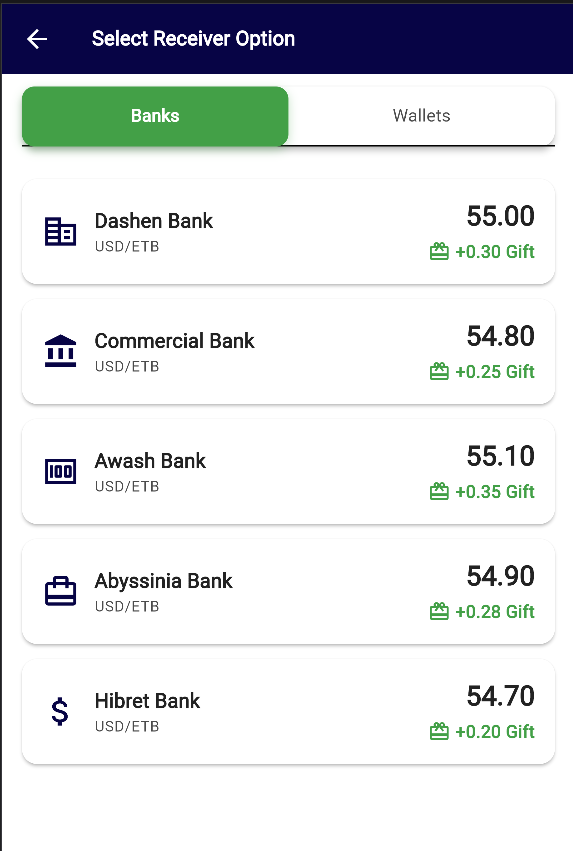 Select Receiver Option
Banks
Wallets
Dashen Bank
USD/ETB
55.00
+0.30 Gift
Commercial Bank
USD/ETB
54.80
+0.25 Gift
100
Awash Bank
USD/ETB
55.10
+0.35 Gift
Abyssinia Bank
USD/ETB
54.90
+0.28 Gift
$
Hibret Bank
USD/ETB
54.70
+0.20 Gift